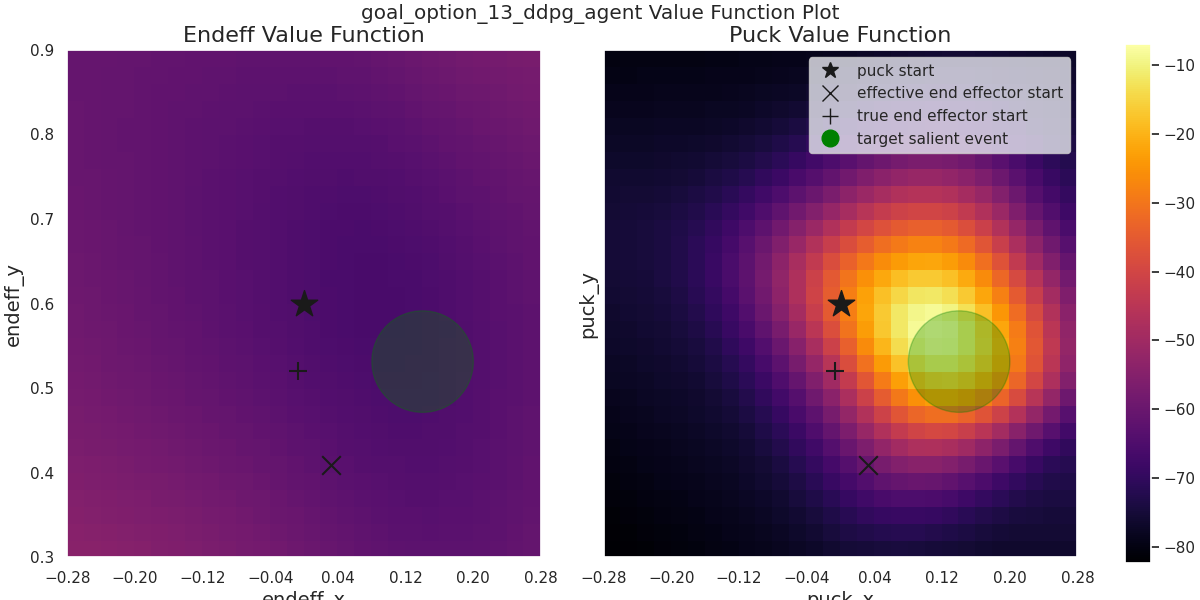 goal_option_13_ddpg_agent Value Function Plot
Endeff Value Function
Puck Value Function
puck start
effective end effector start
true end effector start
target salient event
0.9
0.8
0.7
0.6
0.5
0.4
0.3
endeff_y
−0.28 −0.20 −0.12 −0.04 0.04 0.12 0.20 0.28
endeff_x
puck_y
−0.28 −0.20 −0.12 −0.04 0.04 0.12 0.20 0.28
puck_x
−10
−20
−30
−40
−50
−60
−70
−80